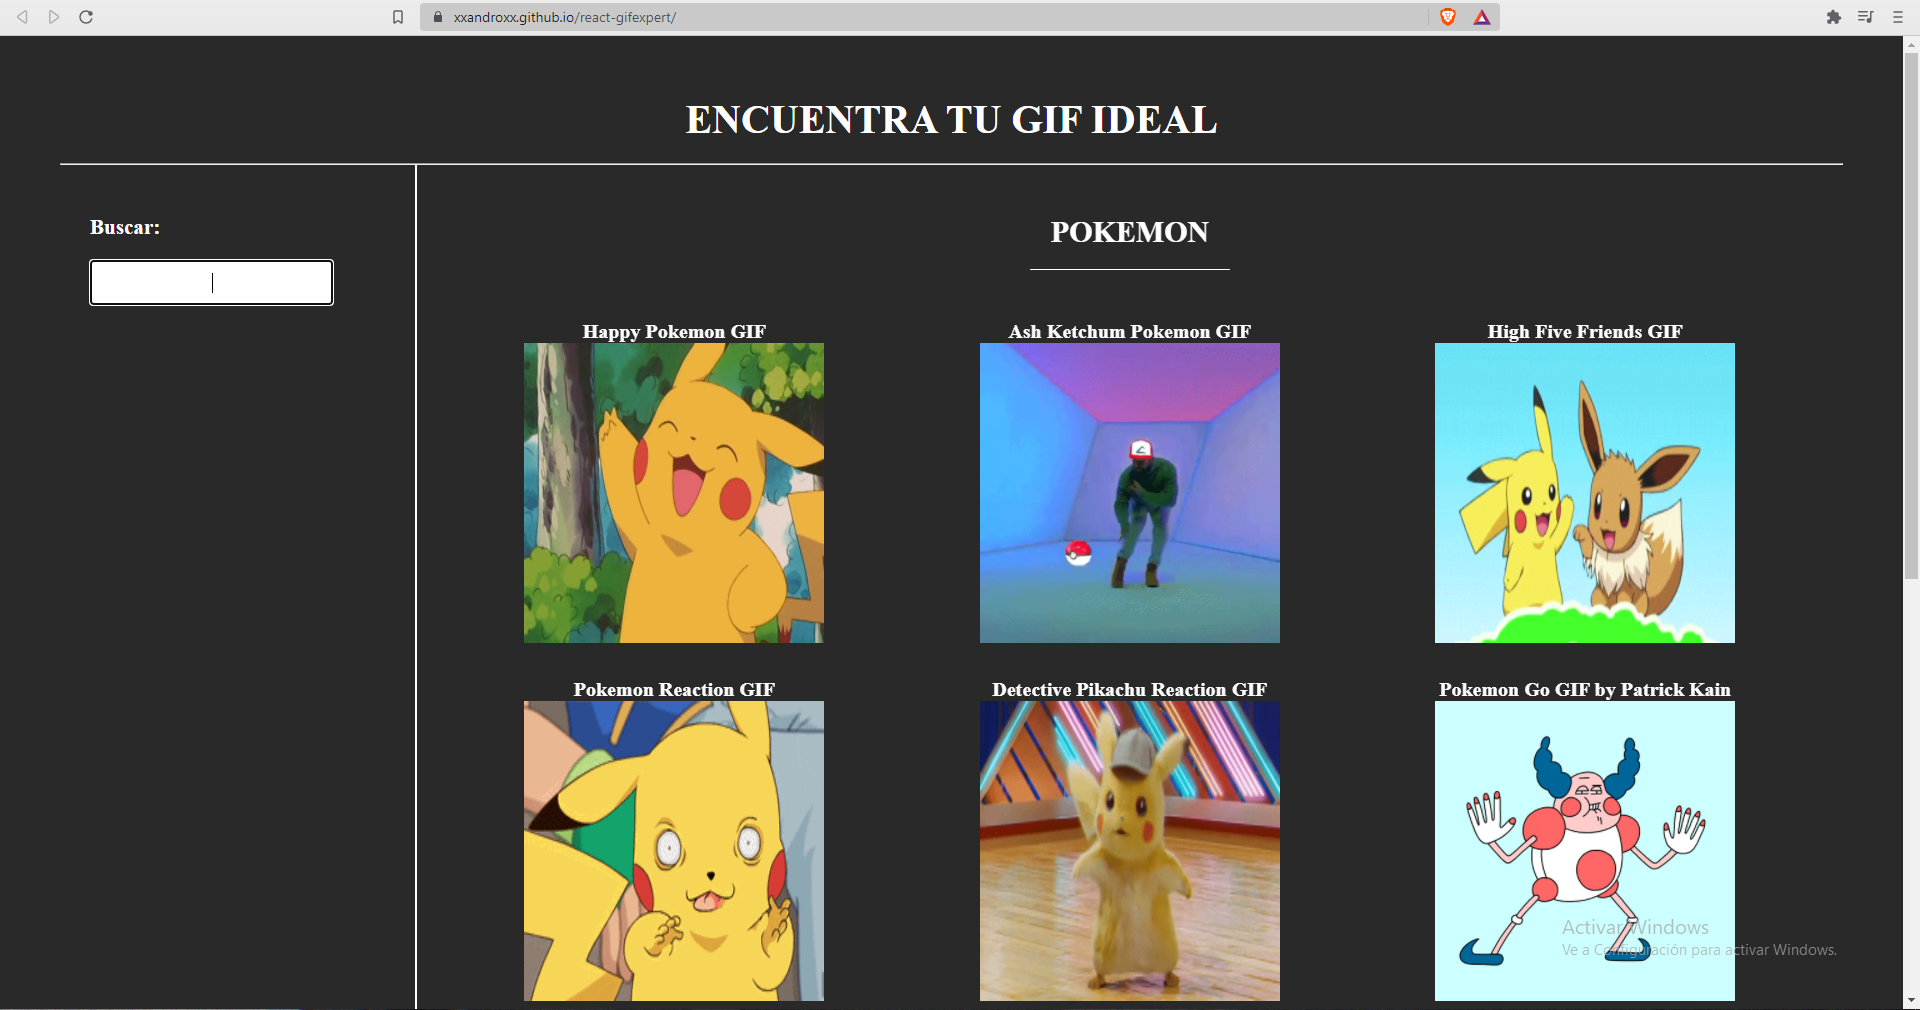 xxandroxx.github.io/react-gifexpert/
ENCUENTRA TU GIF IDEAL
Buscar:
POKEMON
Happy Pokemon GIF
Ash Ketchum Pokemon GIF
High Five Friends GIF
Pokemon Reaction GIF
Detective Pikachu Reaction GIF
Pokemon Go GIF by Patrick Kain
Activar Windows
Ve a Configuración para activar Windows.